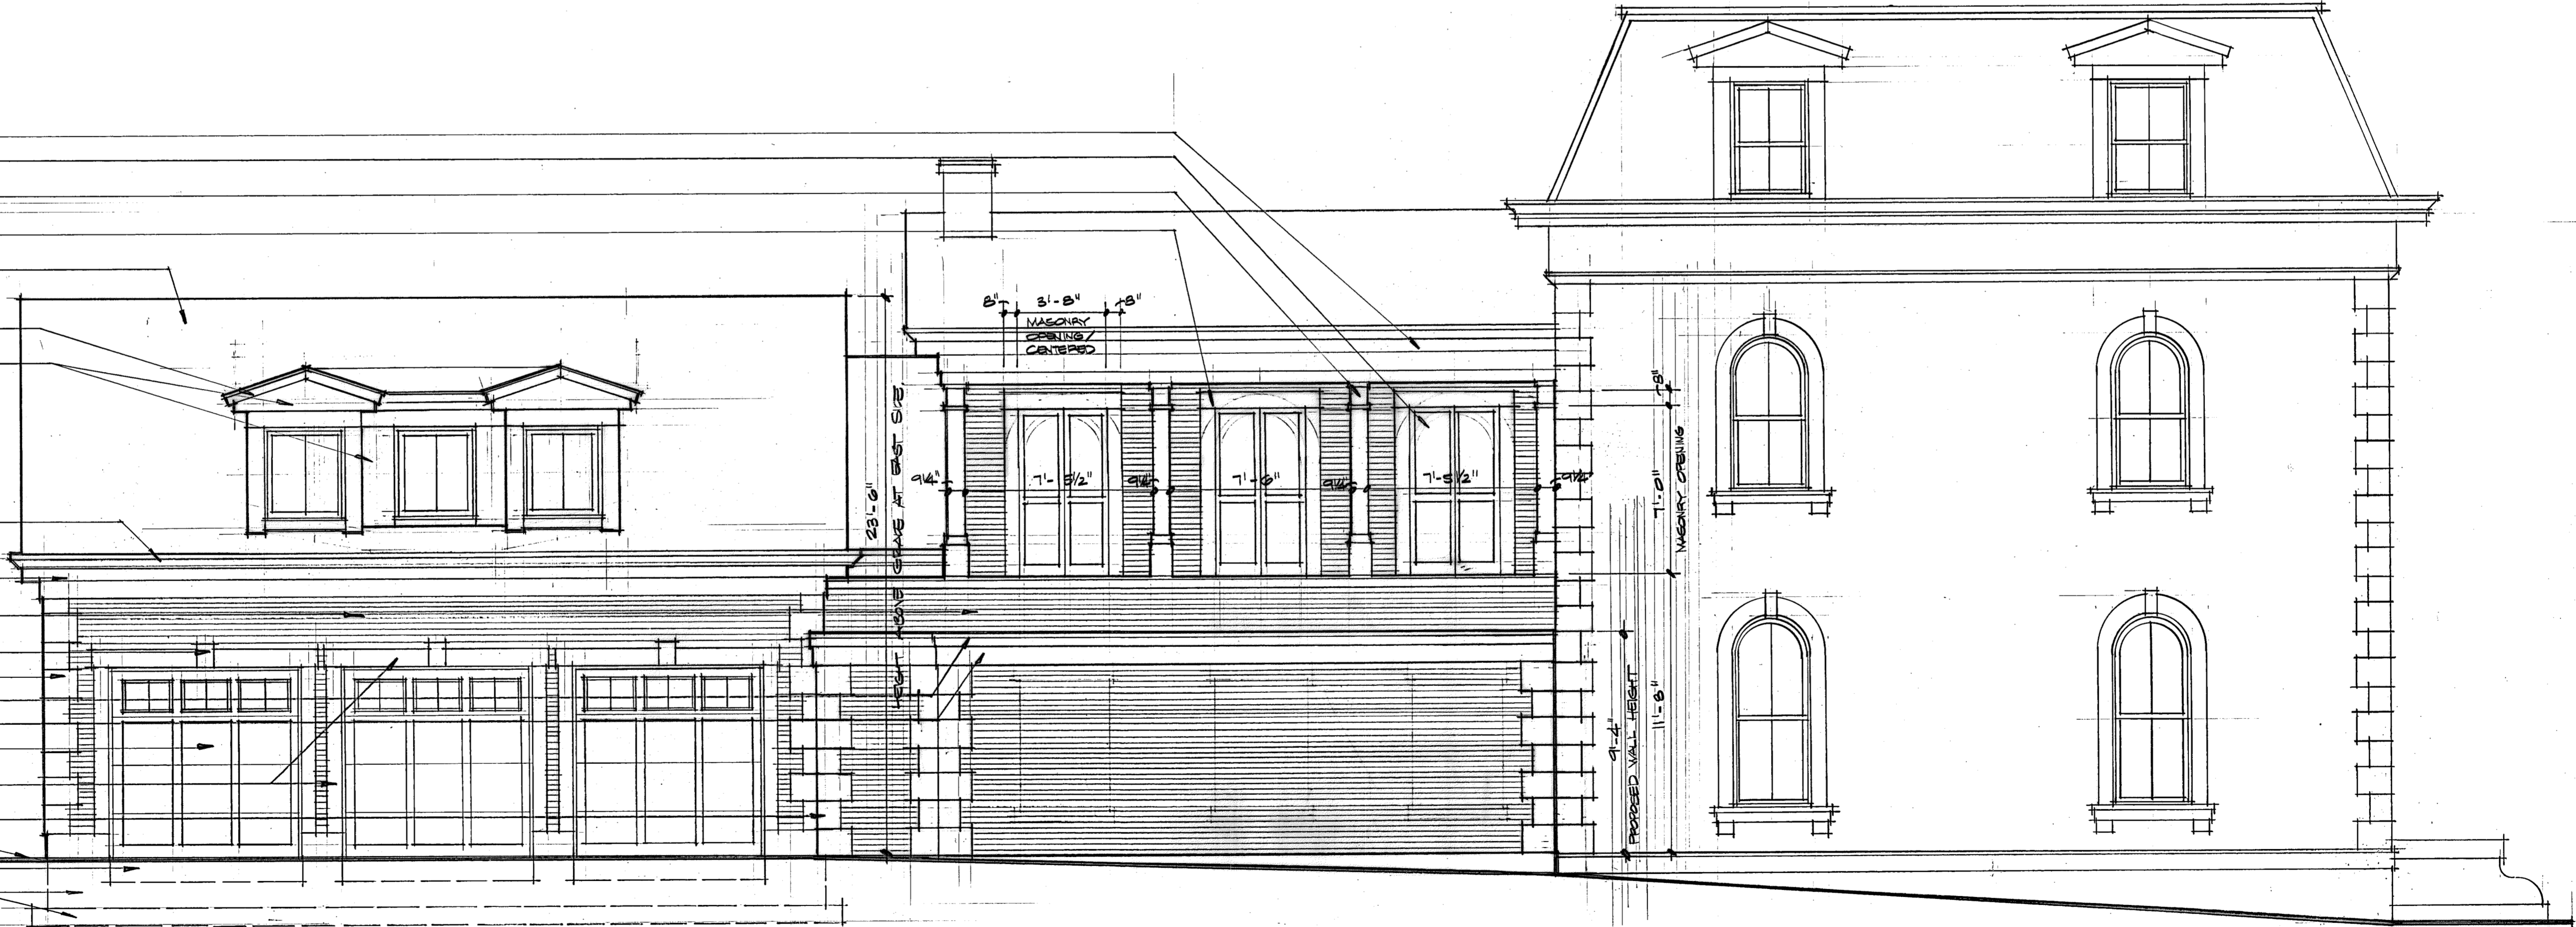 8" 3'-8" 8"
MASONRY
OPENING/
CENTERED
23'-6"
HEIGHT ABOVE GRADE AT EAST SIDE
9 1/4" 7'-5 1/2" 9 1/4" 7'-6" 9 1/4" 7'-5 1/2" 9 1/4"
8"
7'-0"
MASONRY OPENING
11'-8"
9'-4"
PROPOSED WALL HEIGHT